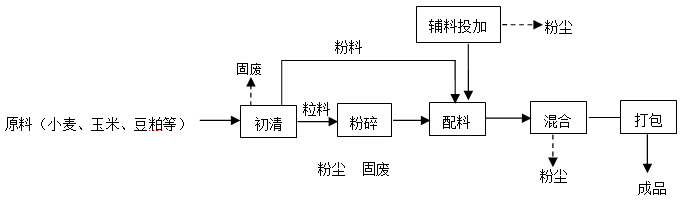 辅料投加
粉尘
粉料
固废
粒料
原料（小麦、玉米、豆粕等）
初清
粉碎
配料
混合
打包
粉尘 固废
粉尘
成品